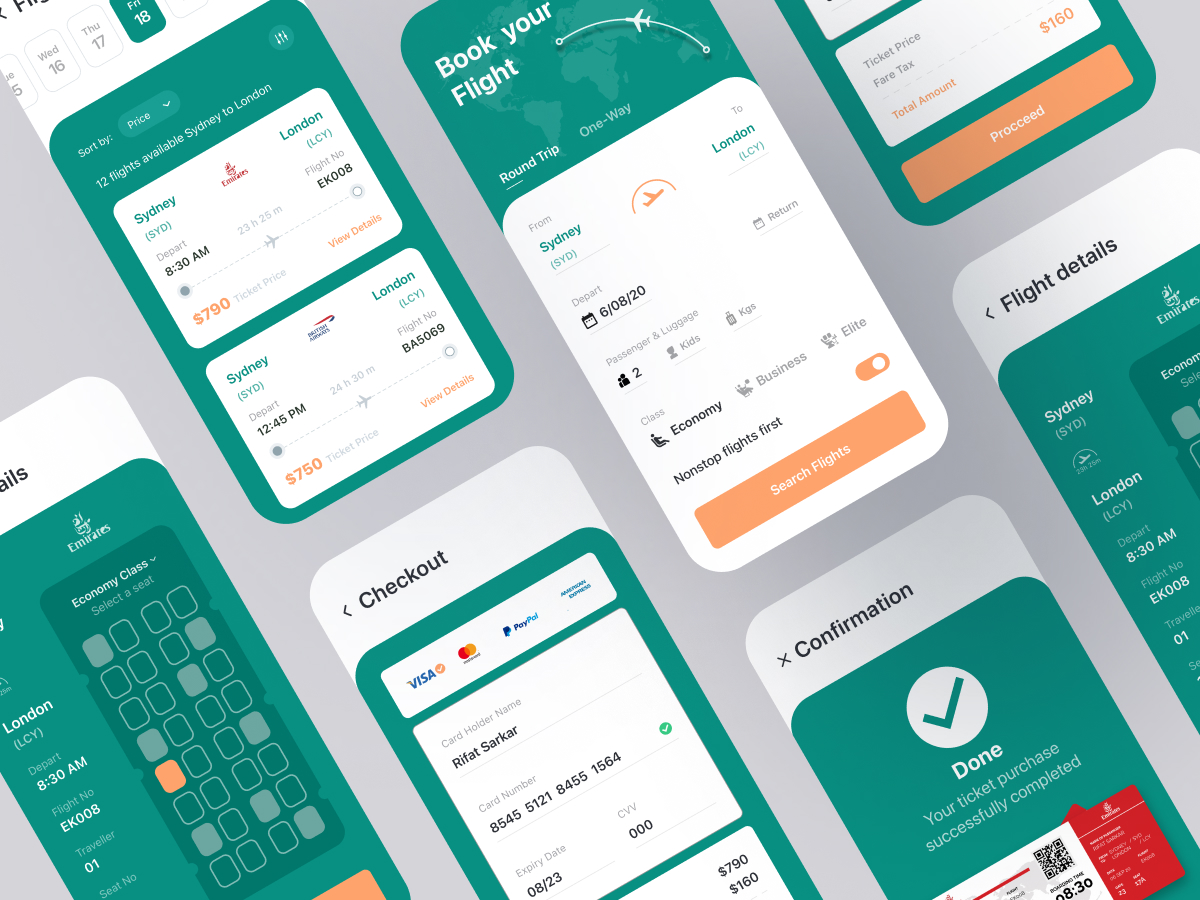 Wed
16
Thu
17
Fri
18
Sort by:
Price
12 flights available Sydney to London
Sydney
(SYD)
Emirates
London
(LCY)
Depart
8:30 AM
23 h 25 m
Flight No
EK008
$790 Ticket Price
View Details
Sydney
(SYD)
BRITISH AIRWAYS
London
(LCY)
Depart
12:45 PM
24 h 30 m
Flight No
BA5069
$750 Ticket Price
View Details
Book your
Flight
Round Trip
One-Way
From
Sydney
(SYD)
To
London
(LCY)
Depart
6/08/20
Return
Passenger & Luggage
2
Kids
Kgs
Class
Economy
Business
Elite
Nonstop flights first
Search Flights
Ticket Price
Fare Tax
$160
Total Amount
Procceed
Flight details
Emirates
Sydney
(SYD)
23h 25m
London
(LCY)
Depart
8:30 AM
Flight No
EK008
01
Emirates
Economy Class
Select a seat
London
(LCY)
Depart
8:30 AM
Flight No
EK008
Traveller
01
Seat No
Checkout
VISA
PayPal
AMERICAN EXPRESS
Card Holder Name
Rifat Sarkar
Card Number
8545 5121 8455 1564
Expiry Date
08/23
CVV
000
$790
$160
Confirmation
Done
Your ticket purchase
successfully completed
Emirates
RIFAT SARKAR
BOARDING TIME
08:30